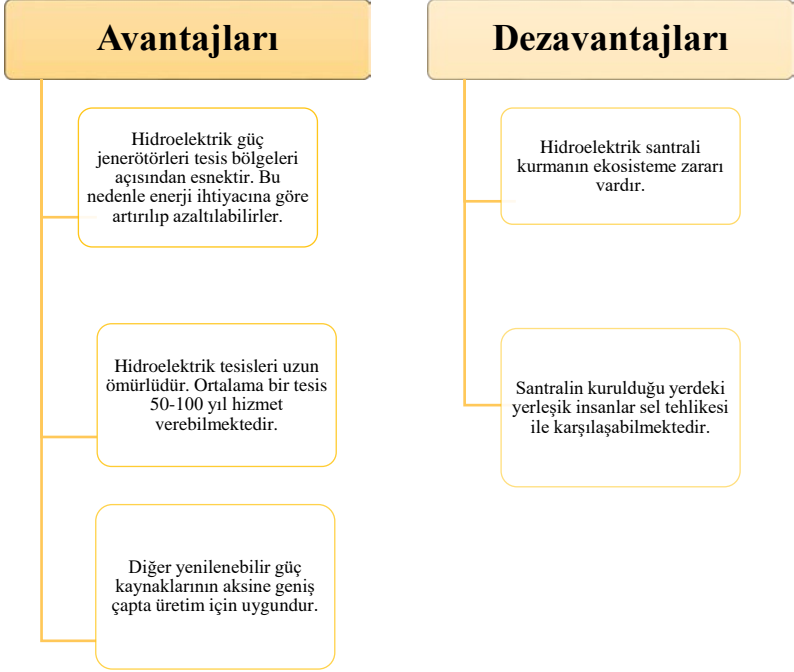 Avantajları
Hidroelektrik güç
jenerötörleri tesis bölgeleri
açısından esnektir. Bu
nedenle enerji ihtiyacına göre
artırılıp azaltılabilirler.
Hidroelektrik tesisleri uzun
ömürlüdür. Ortalama bir tesis
50-100 yıl hizmet
verebilmektedir.
Diğer yenilenebilir güç
kaynaklarının aksine geniş
çapta üretim için uygundur.
Dezavantajları
Hidroelektrik santrali
kurmanın ekosisteme zararı
vardır.
Santralin kurulduğu yerdeki
yerleşik insanlar sel tehlikesi
ile karşılaşabilmektedir.